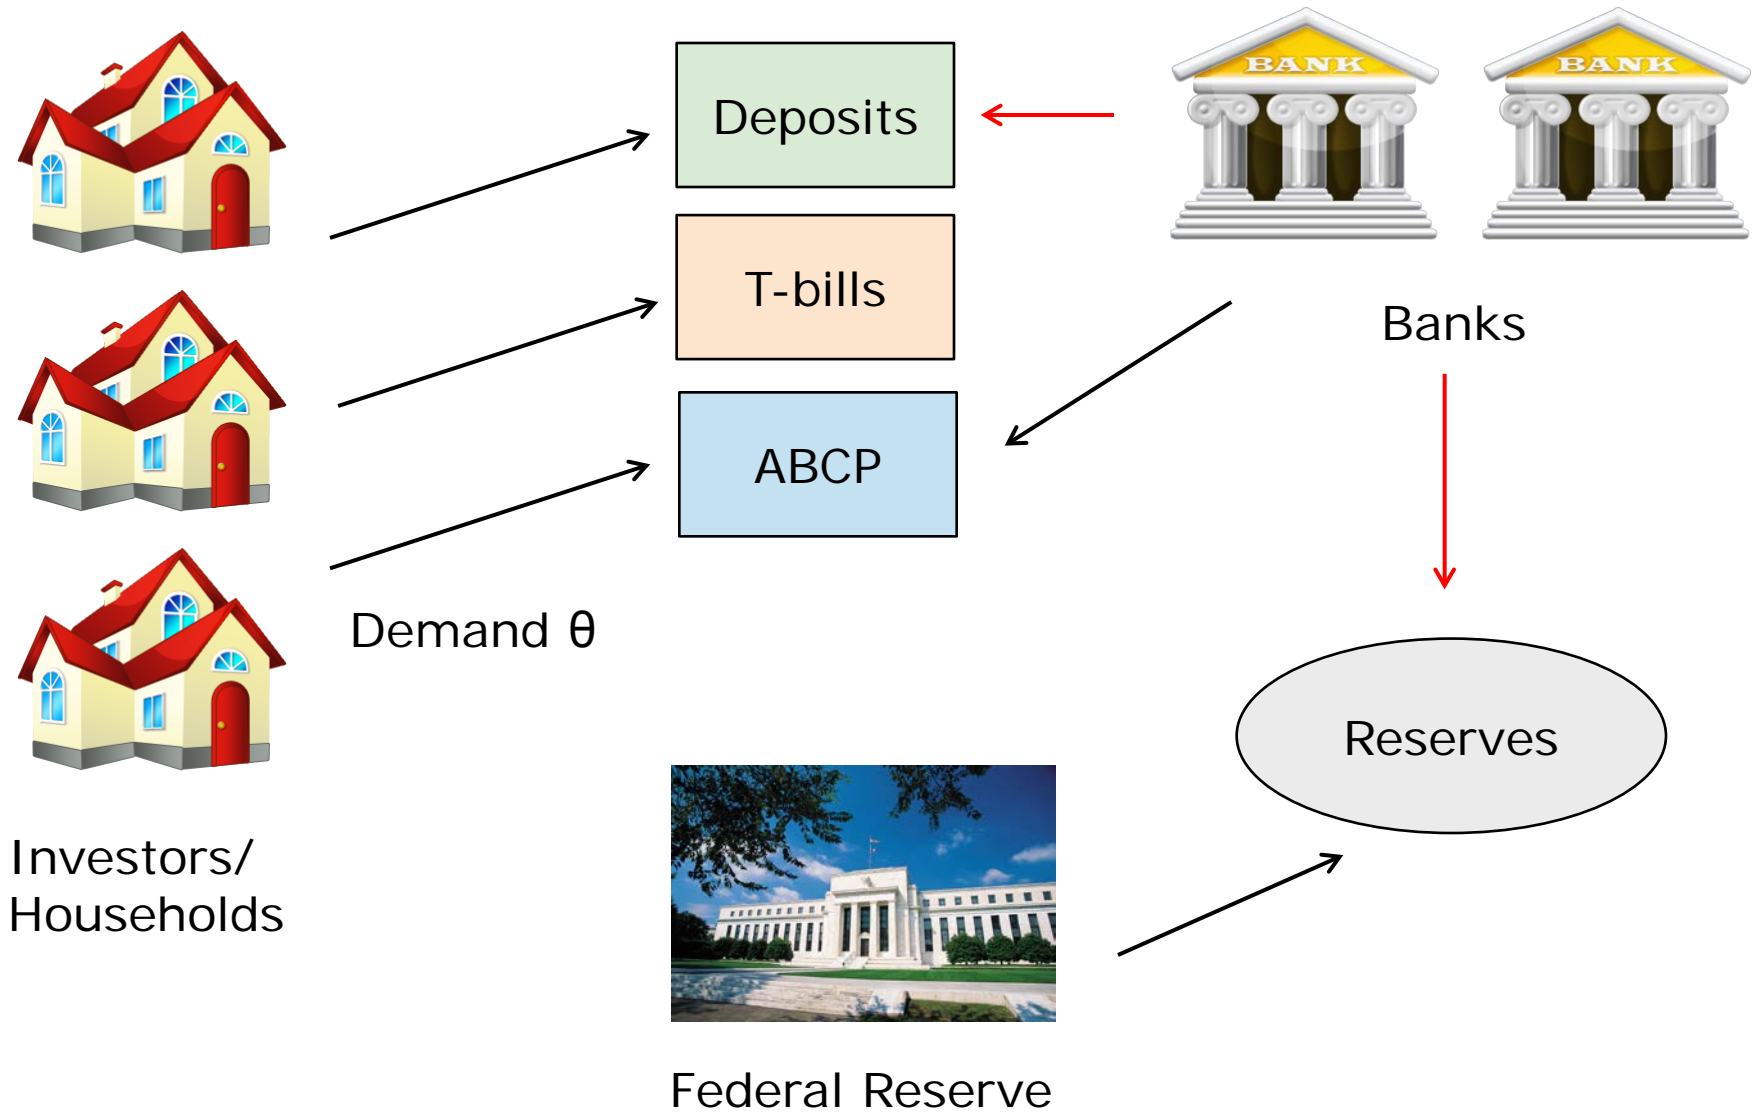 BANK
BANK
Deposits
T-bills
Banks
ABCP
Demand θ
Reserves
Investors/
Households
Federal Reserve